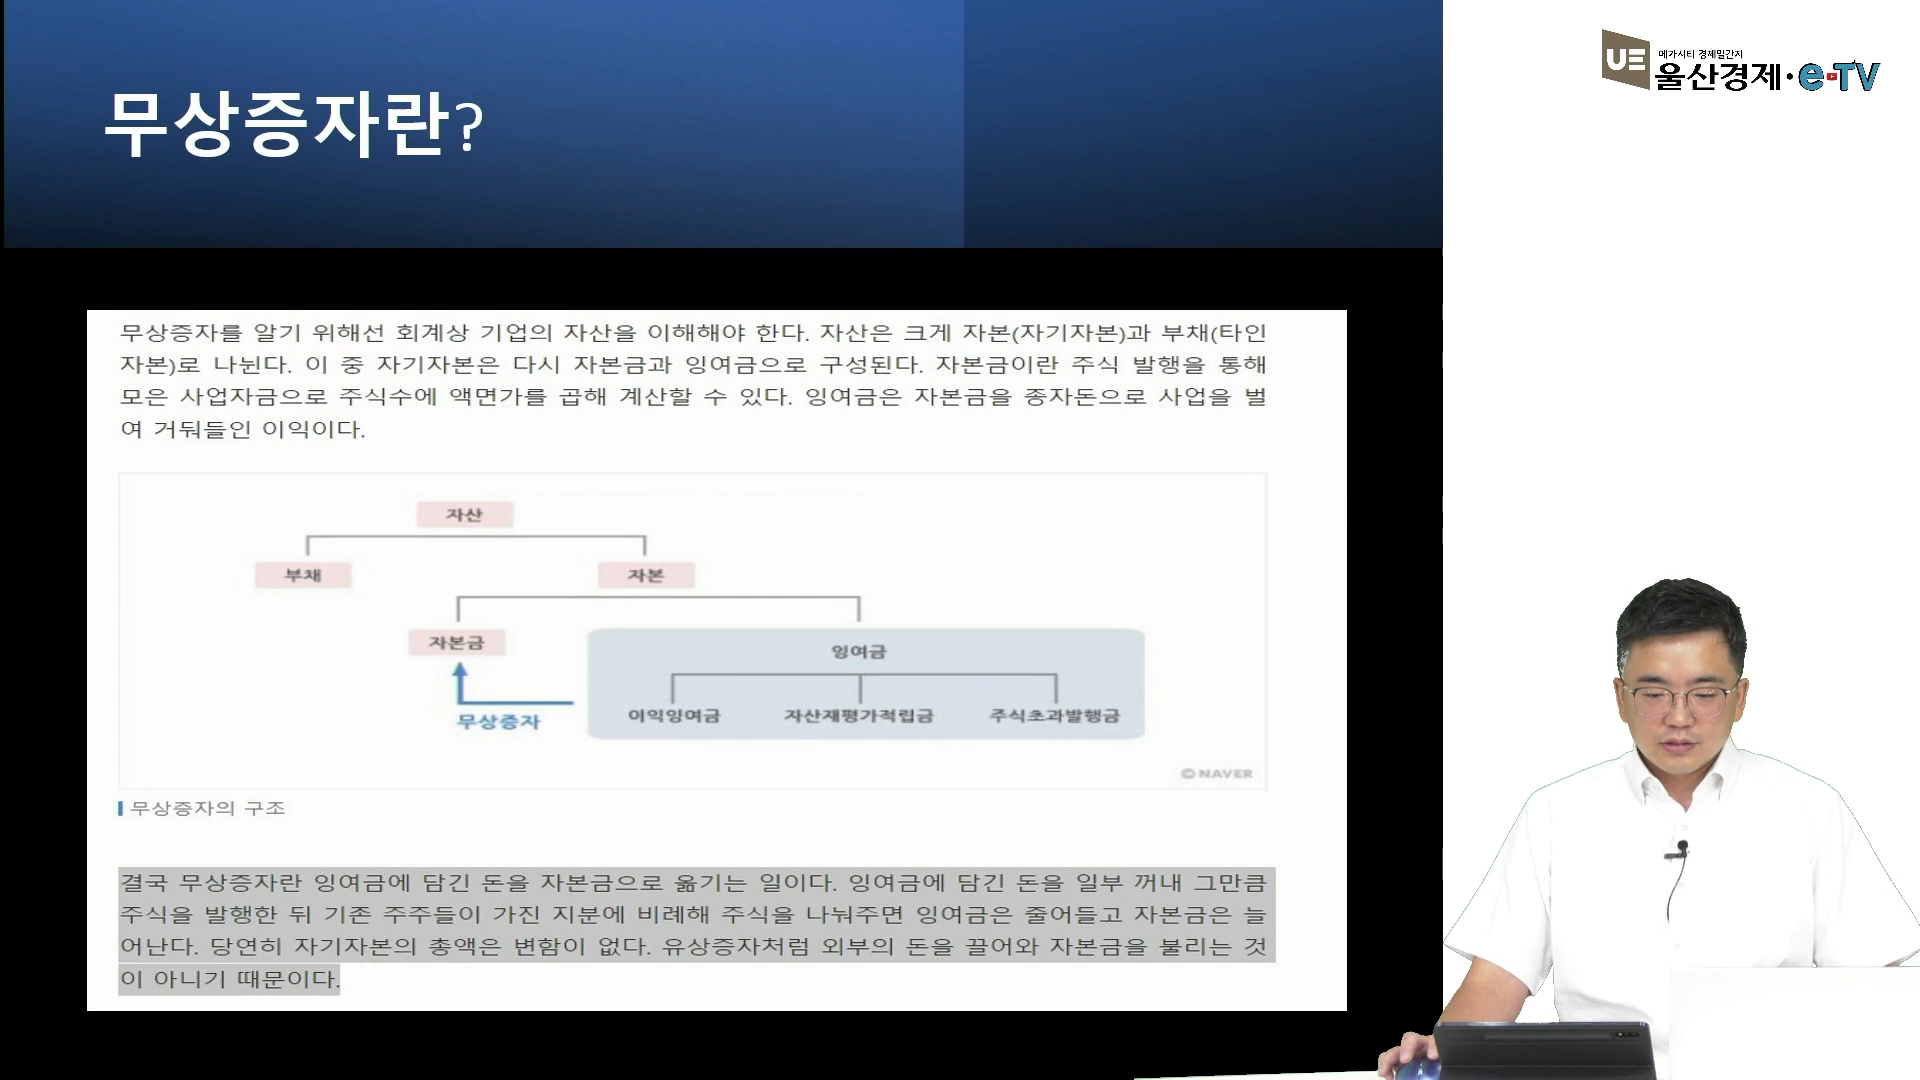 무상증자란?
UE
메가시티 경제일간지
울산경제·e-TV
무상증자를 알기 위해선 회계상 기업의 자산을 이해해야 한다. 자산은 크게 자본(자기자본)과 부채(타인
자본)로 나뉜다. 이 중 자기자본은 다시 자본금과 잉여금으로 구성된다. 자본금이란 주식 발행을 통해
모은 사업자금으로 주식수에 액면가를 곱해 계산할 수 있다. 잉여금은 자본금을 종자돈으로 사업을 벌
여 거둬들인 이익이다.
자산
부채
자본
자본금
잉여금
무상증자
이익잉여금
자산재평가적립금
주식초과발행금
ⓒNAVER
무상증자의 구조
결국 무상증자란 잉여금에 담긴 돈을 자본금으로 옮기는 일이다. 잉여금에 담긴 돈을 일부 꺼내 그만큼
주식을 발행한 뒤 기존 주주들이 가진 지분에 비례해 주식을 나눠주면 잉여금은 줄어들고 자본금은 늘
어난다. 당연히 자기자본의 총액은 변함이 없다. 유상증자처럼 외부의 돈을 끌어와 자본금을 불리는 것
이 아니기 때문이다.